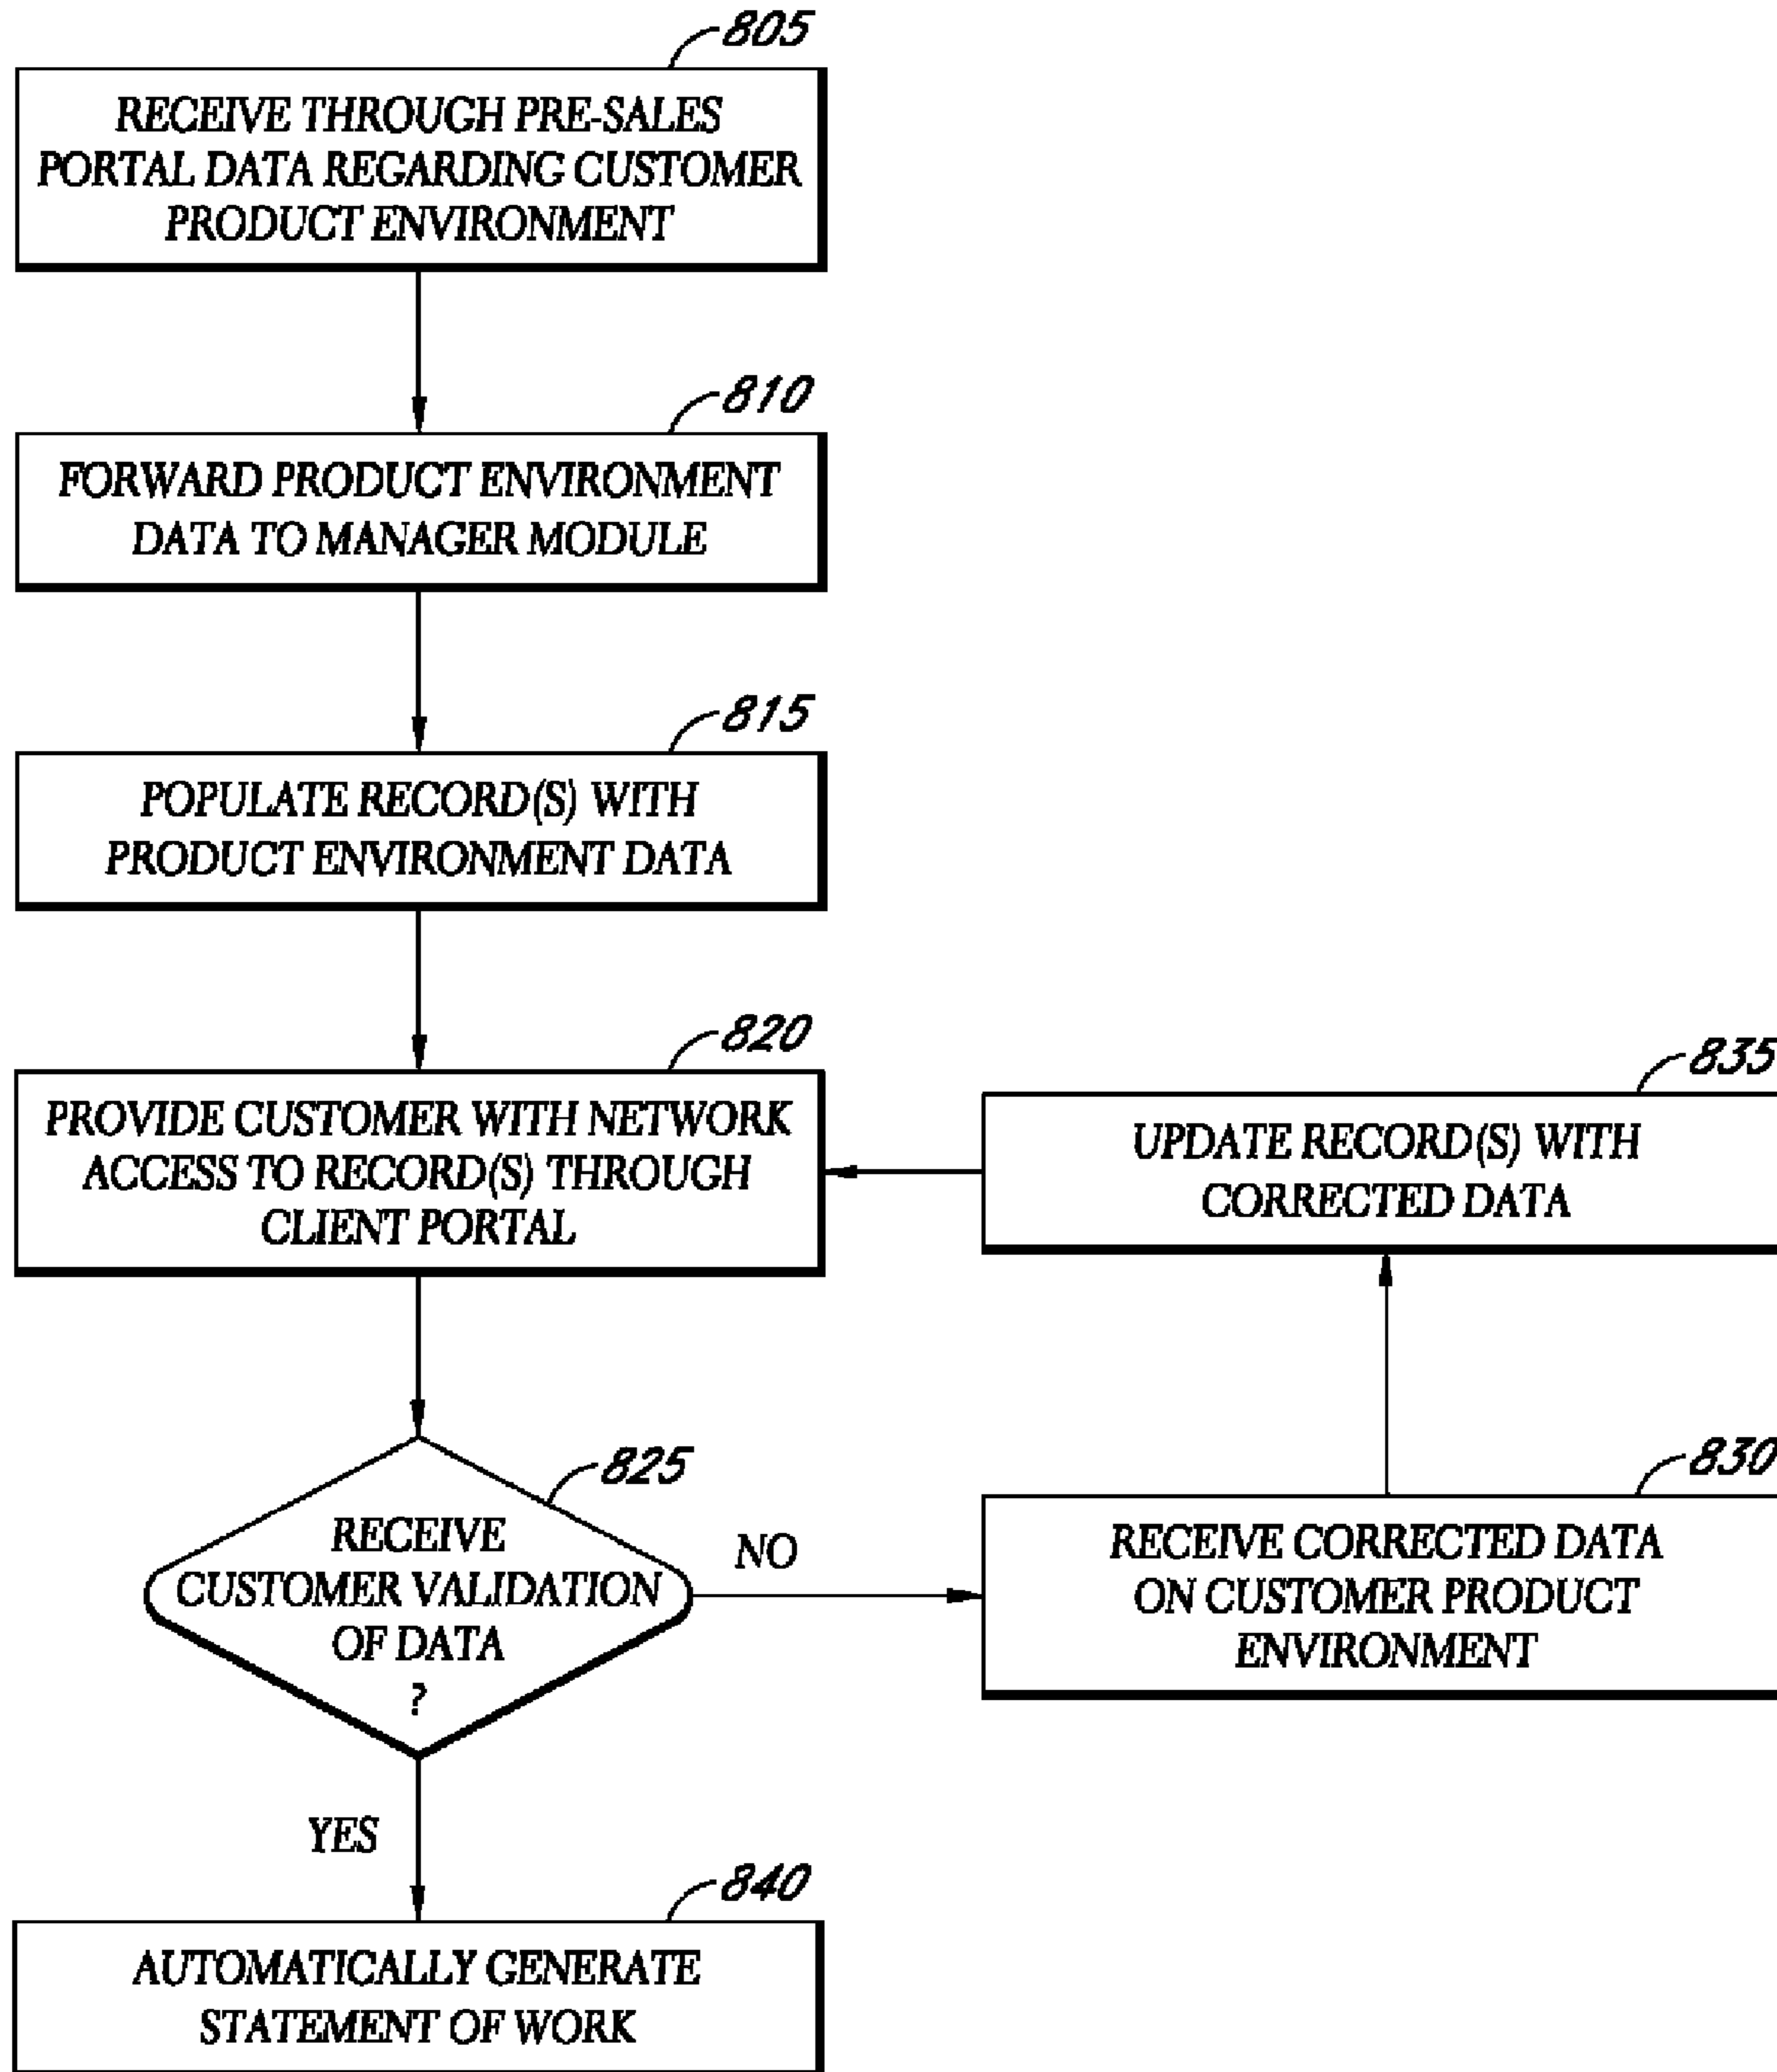 805
RECEIVE THROUGH PRE-SALES
PORTAL DATA REGARDING CUSTOMER
PRODUCT ENVIRONMENT
810
FORWARD PRODUCT ENVIRONMENT
DATA TO MANAGER MODULE
815
POPULATE RECORD(S) WITH
PRODUCT ENVIRONMENT DATA
820
PROVIDE CUSTOMER WITH NETWORK
ACCESS TO RECORD(S) THROUGH
CLIENT PORTAL
835
UPDATE RECORD(S) WITH
CORRECTED DATA
825
RECEIVE
CUSTOMER VALIDATION
OF DATA
?
NO
830
RECEIVE CORRECTED DATA
ON CUSTOMER PRODUCT
ENVIRONMENT
YES
840
AUTOMATICALLY GENERATE
STATEMENT OF WORK